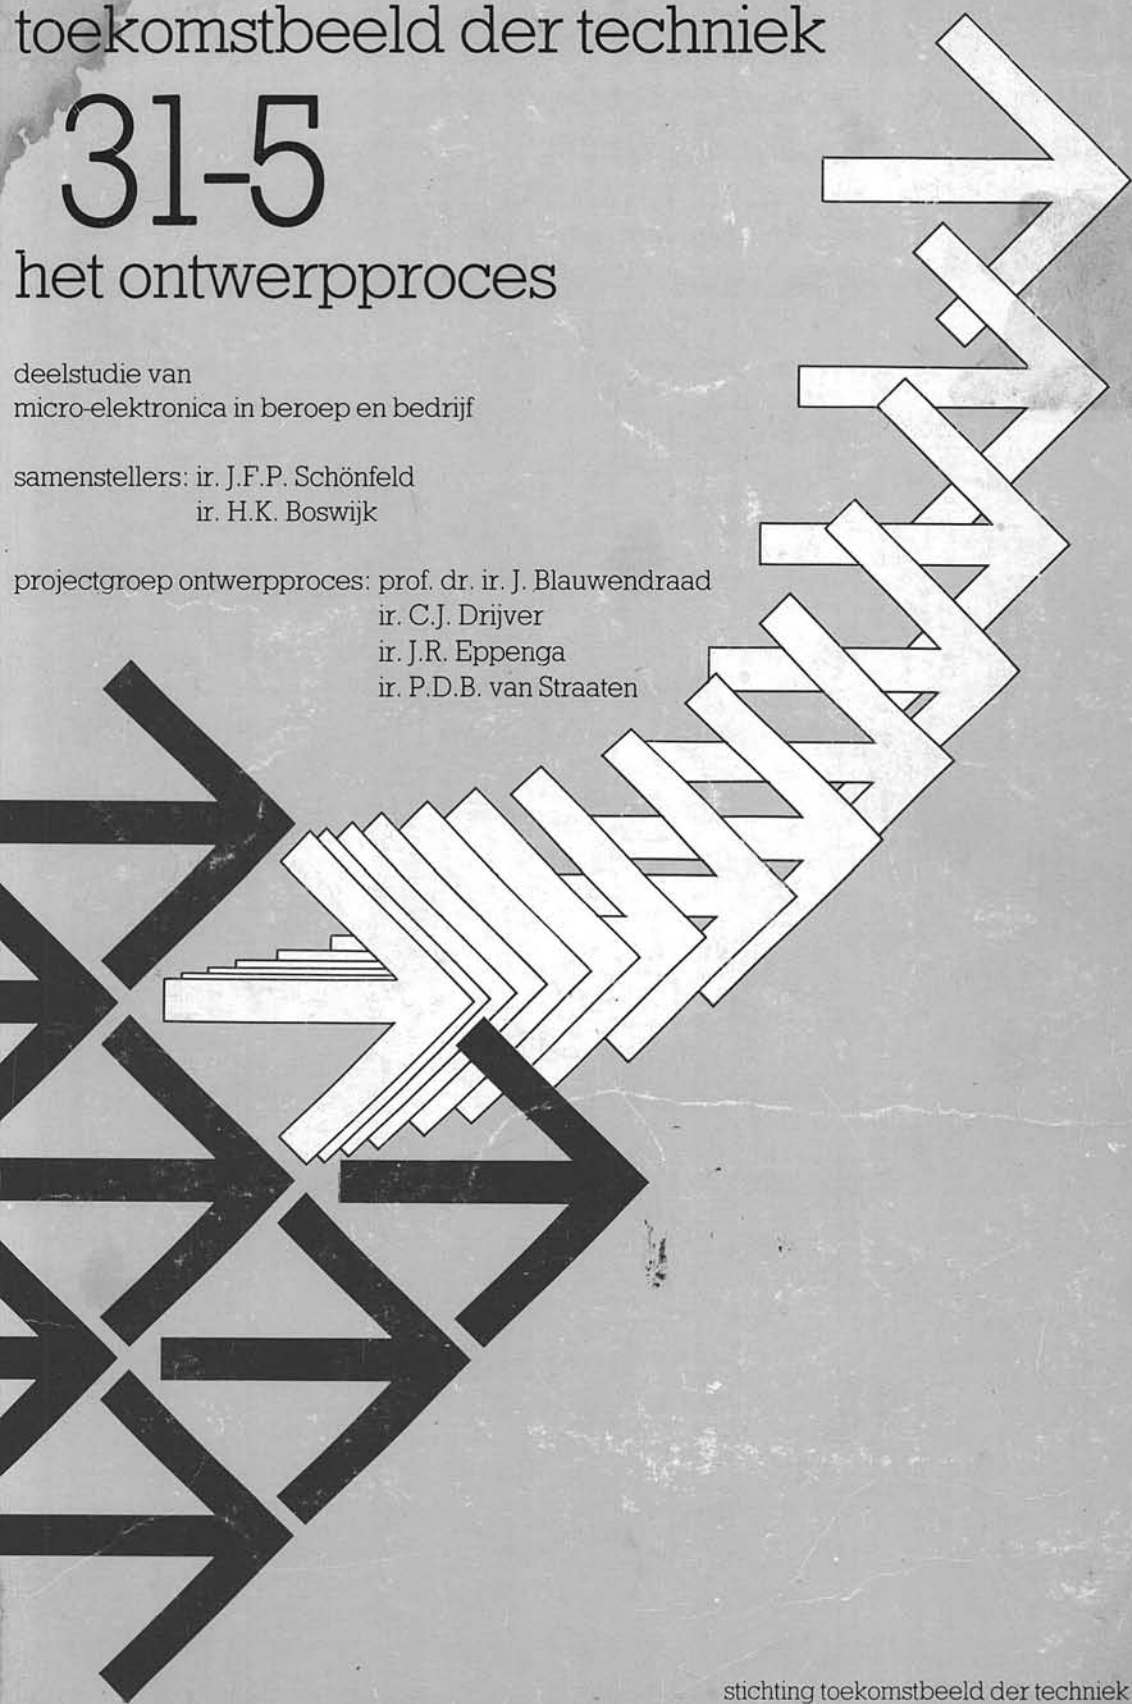 toekomstbeeld der techniek
31-5
het ontwerpproces
deelstudie van
micro-elektronica in beroep en bedrijf
samenstellers: ir. J.F.P. Schönfeld
ir. H.K. Boswijk
projectgroep ontwerpproces: prof. dr. ir. J. Blauwendraad
ir. C.J. Drijver
ir. J.R. Eppenga
ir. P.D.B. van Straaten
stichting toekomstbeeld der techniek